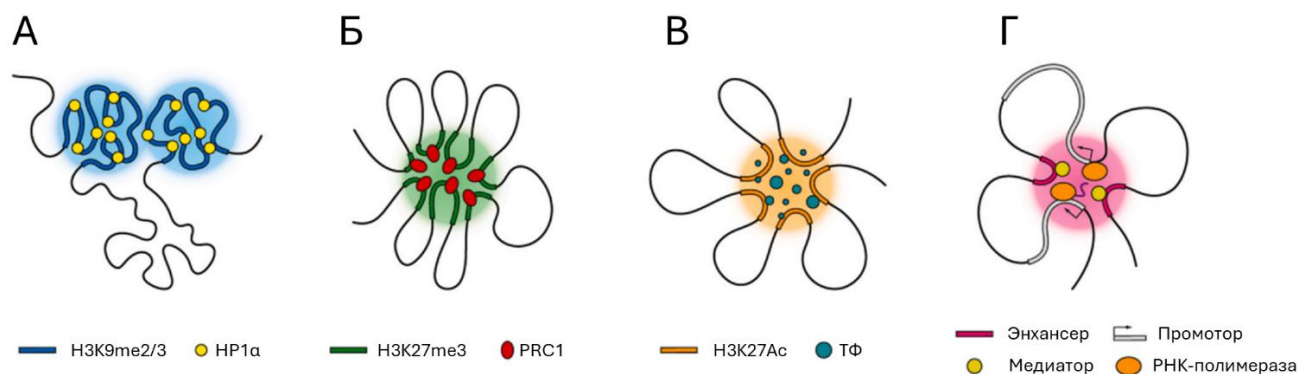 А Б В Г
H3K9me2/3 HP1α H3K27me3 PRC1 H3K27Ac ТФ
Энхансер Промотор
Медиатор РНК-полимераза